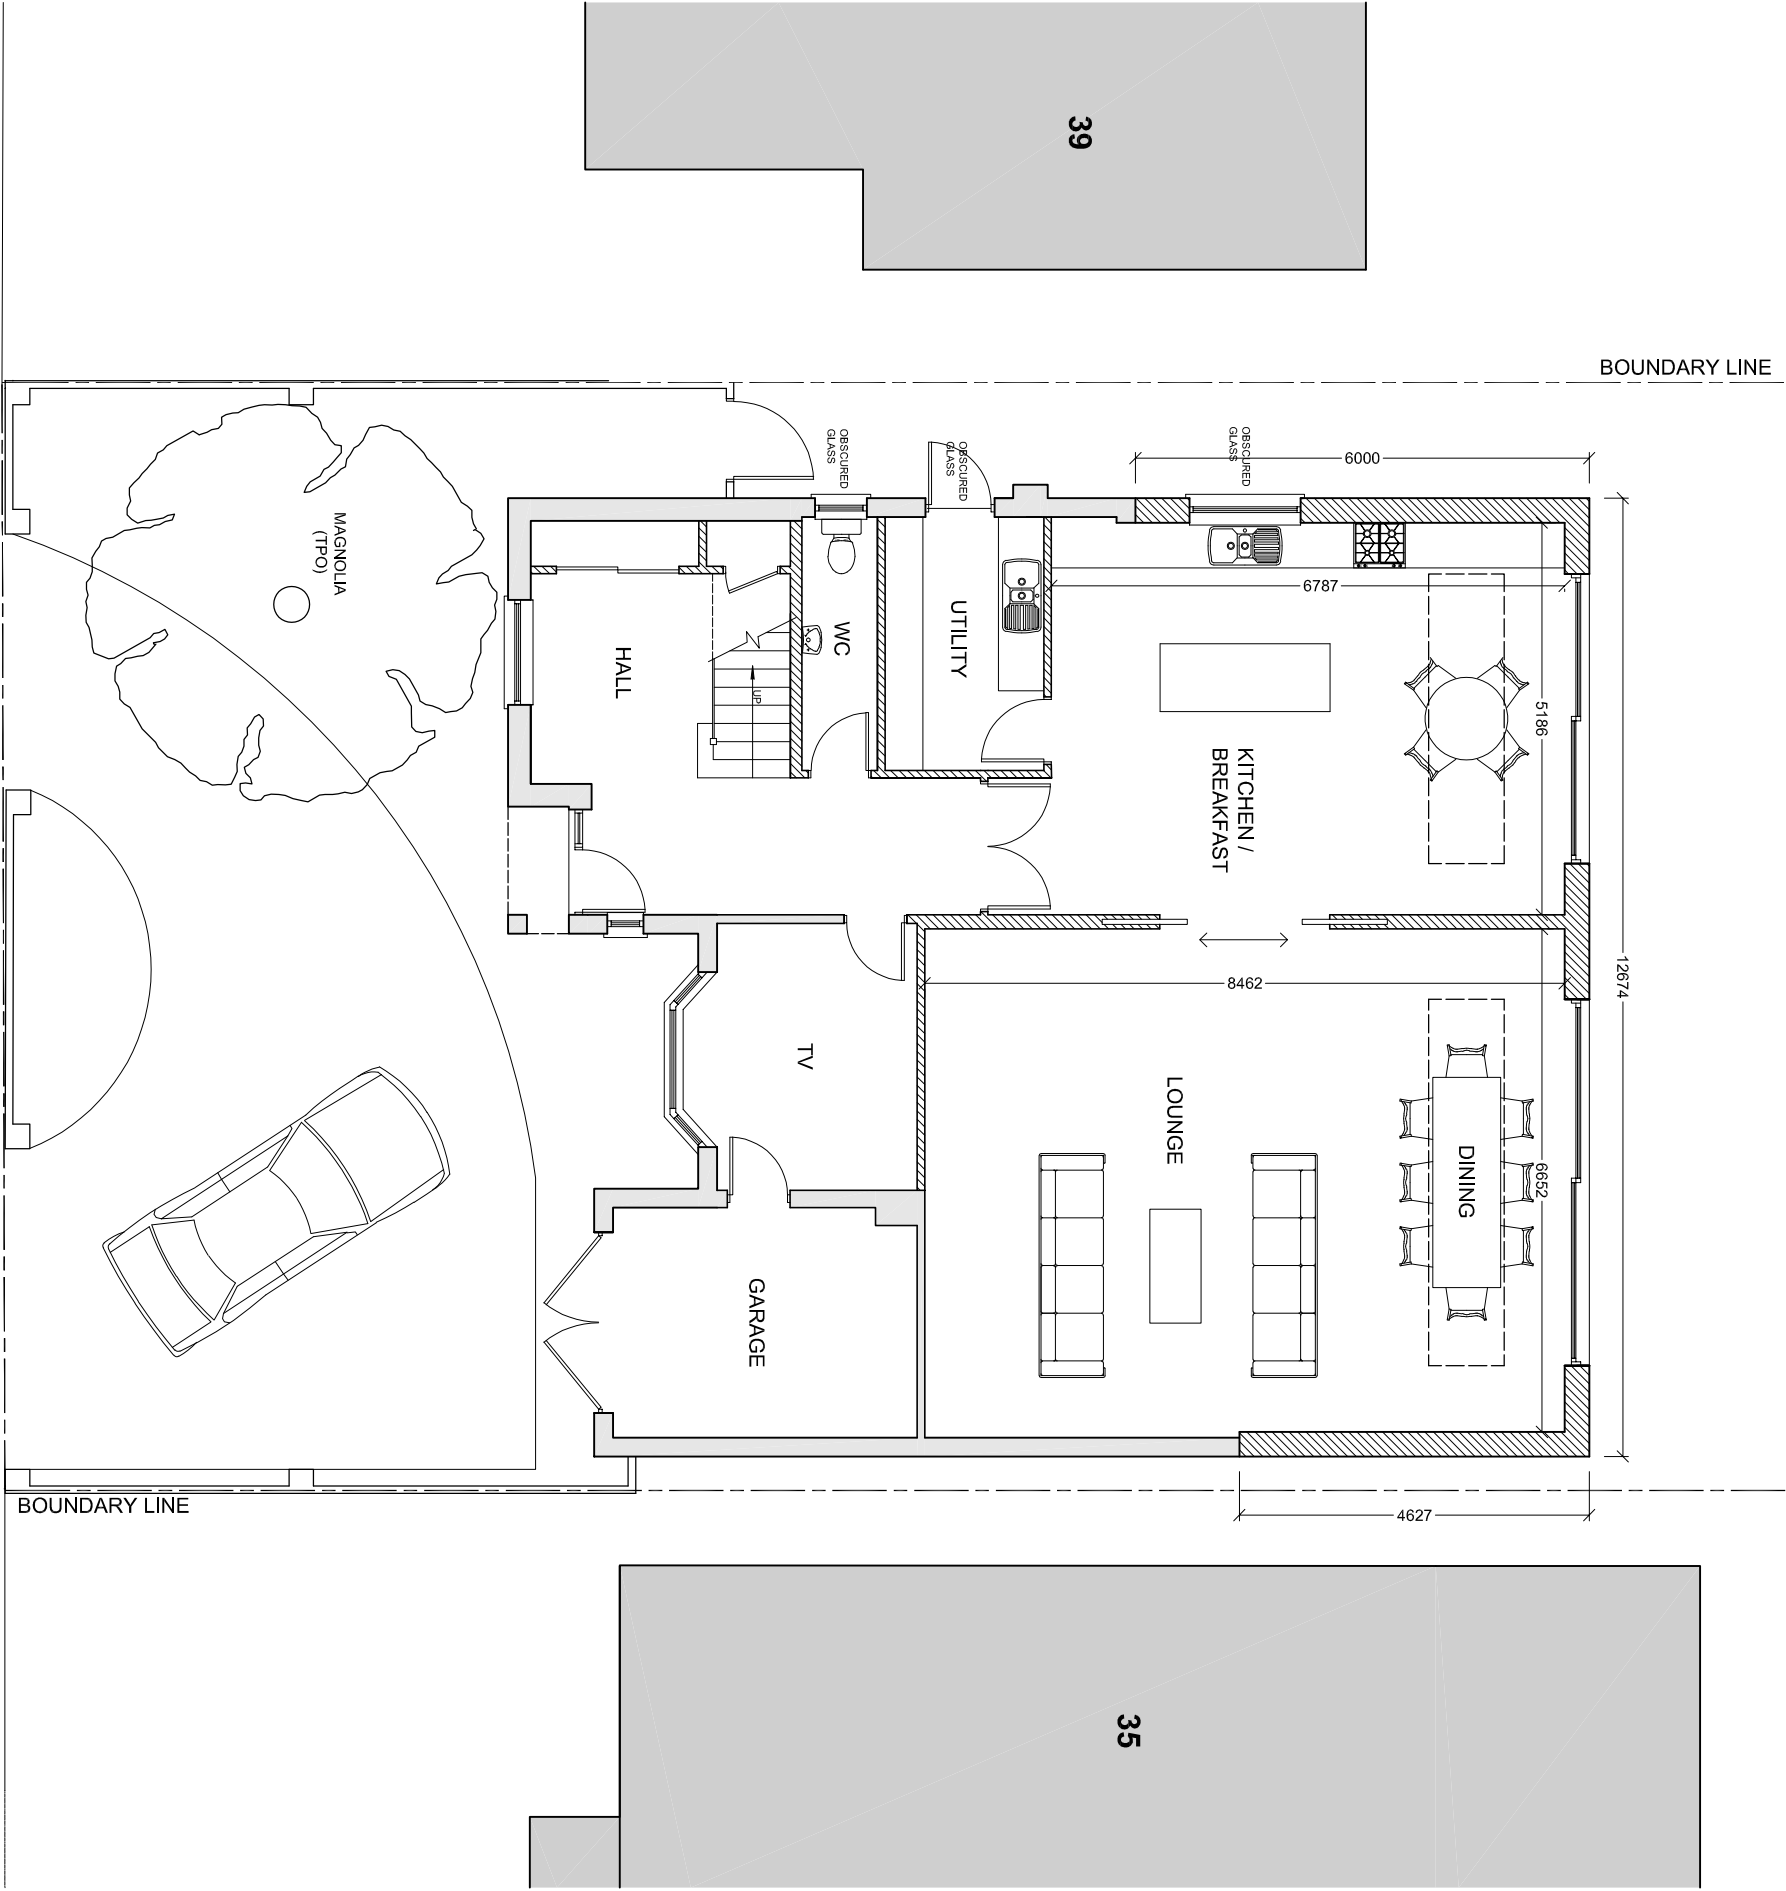 39
BOUNDARY LINE
OBSCURED
GLASS
OBSCURED
GLASS
OBSCURED
GLASS
6000
MAGNOLIA
(TPO)
HALL
UP
WC
UTILITY
6787
5186
KITCHEN /
BREAKFAST
12674
8462
TV
LOUNGE
DINING
6652
GARAGE
BOUNDARY LINE
4627
35